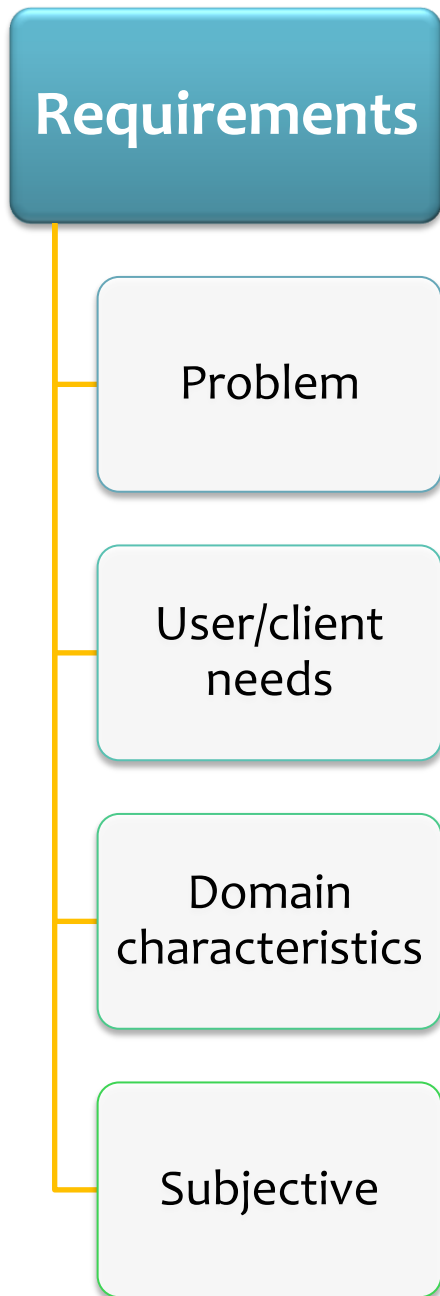 Requirements
Problem
User/client
needs
Domain
characteristics
Subjective